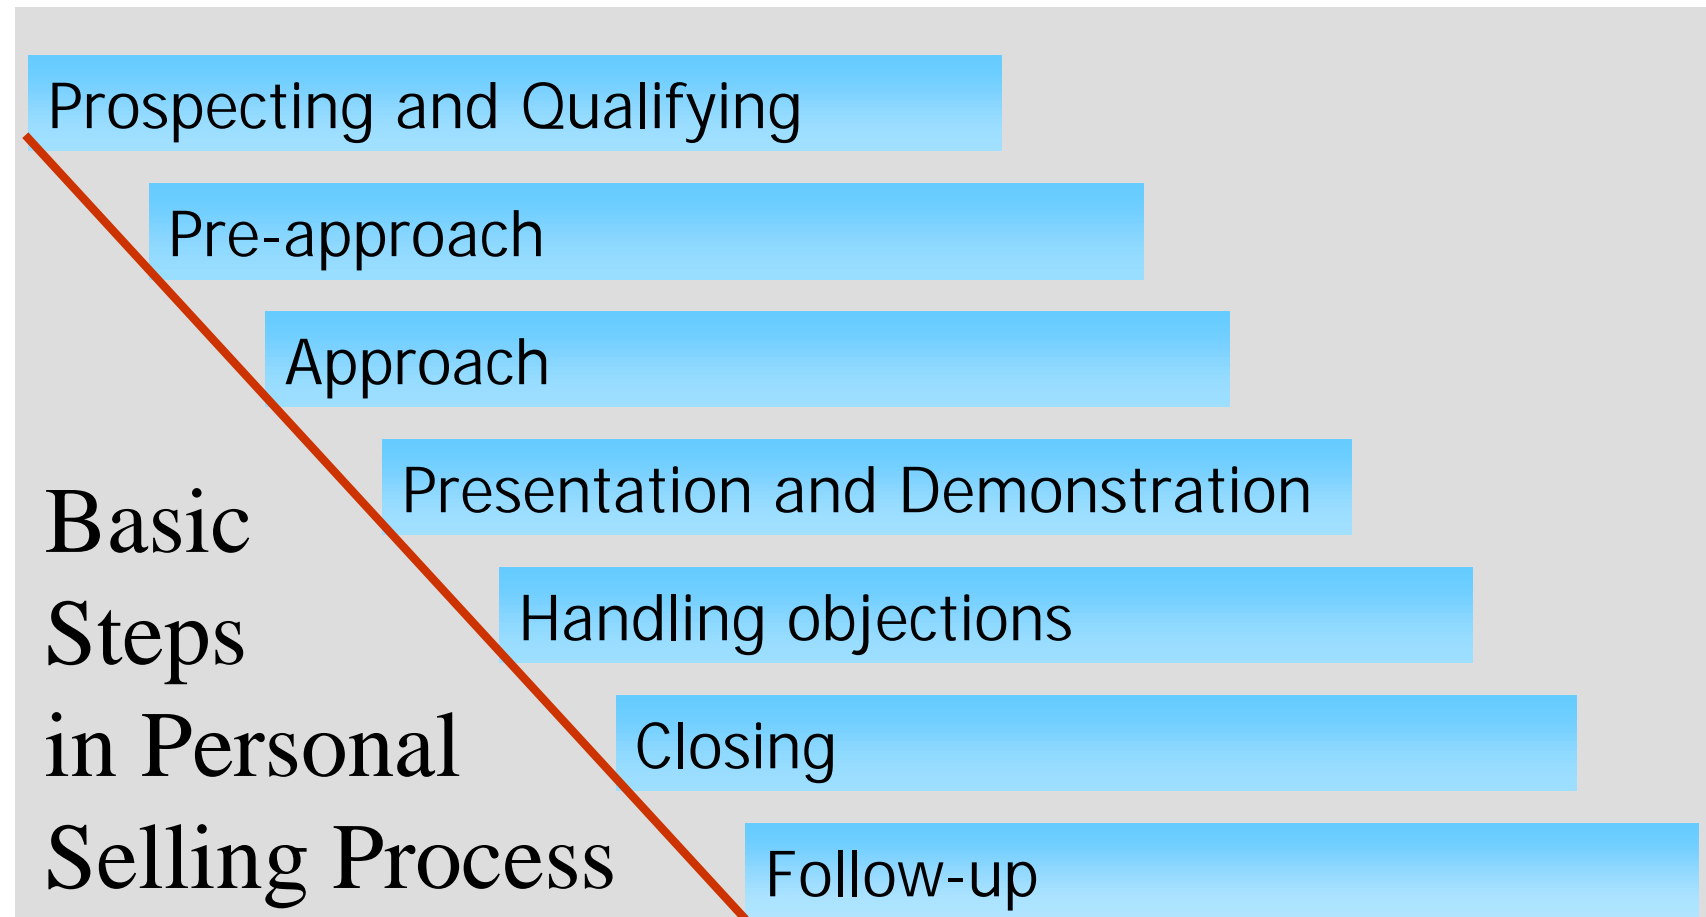 Prospecting and Qualifying
Pre-approach
Approach
Presentation and Demonstration
Handling objections
Closing
Follow-up
Basic
Steps
in Personal
Selling Process